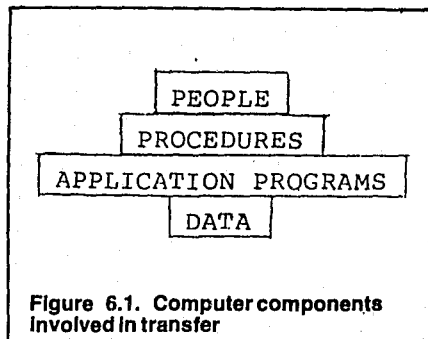 PEOPLE
PROCEDURES
APPLICATION PROGRAMS
DATA
Figure 6.1. Computer components
involved in transfer